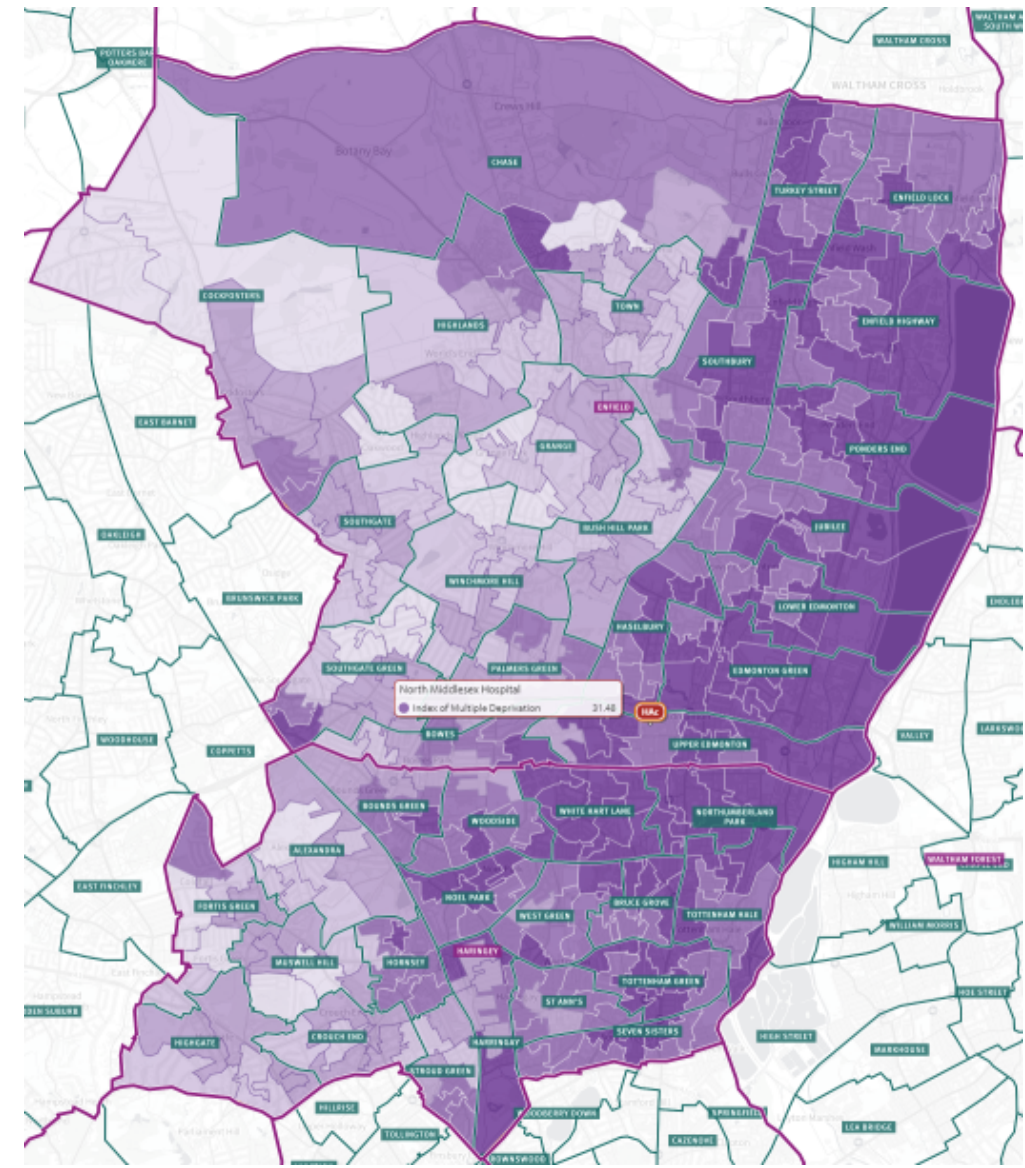 WALTHAM CROSS
POTTERS BAR
OAKMERE
WALTHAM CROSS
Crews Hill
Botany Bay
CHASE
TURKEY STREET
ENFIELD LOCK
COCKFOSTERS
TOWN
HIGHLANDS
ENFIELD HIGHWAY
SOUTHBURY
ENFIELD
EAST BARNET
GRANGE
PONDERS END
SOUTHGATE
BUSH HILL PARK
JUBILEE
OAKLEIGH
WINCHMORE HILL
BRUNSWICK PARK
LOWER EDMONTON
HASELBURY
SOUTHGATE GREEN
PALMERS GREEN
EDMONTON GREEN
North Middlesex Hospital
Index of Multiple Deprivation 31.48
HAc
WOODHOUSE
COPPETTS
BOWES
UPPER EDMONTON
VALLEY
BOUNDS GREEN
WOODSIDE
WHITE HART LANE
NORTHUMBERLAND
PARK
ALEXANDRA
HIGHAM HILL
WALTHAM FOREST
EAST FINCHLEY
FORTIS GREEN
NOEL PARK
WEST GREEN
BRUCE GROVE
TOTTENHAM HALE
WILLIAM MORRIS
HARINGEY
MUSWELL HILL
HORNSEY
TOTTENHAM GREEN
HOE STREET
ST ANN'S
DEN SUBURB
HIGHGATE
CROUCH END
HARRINGAY
SEVEN SISTERS
HIGH STREET
MARKHOUSE
STROUD GREEN
HILLRISE
WOODBERRY DOWN
SPRINGFIELD
TOLLINGTON
CAZENOVE
LEA BRIDGE
BROWNSWOOD